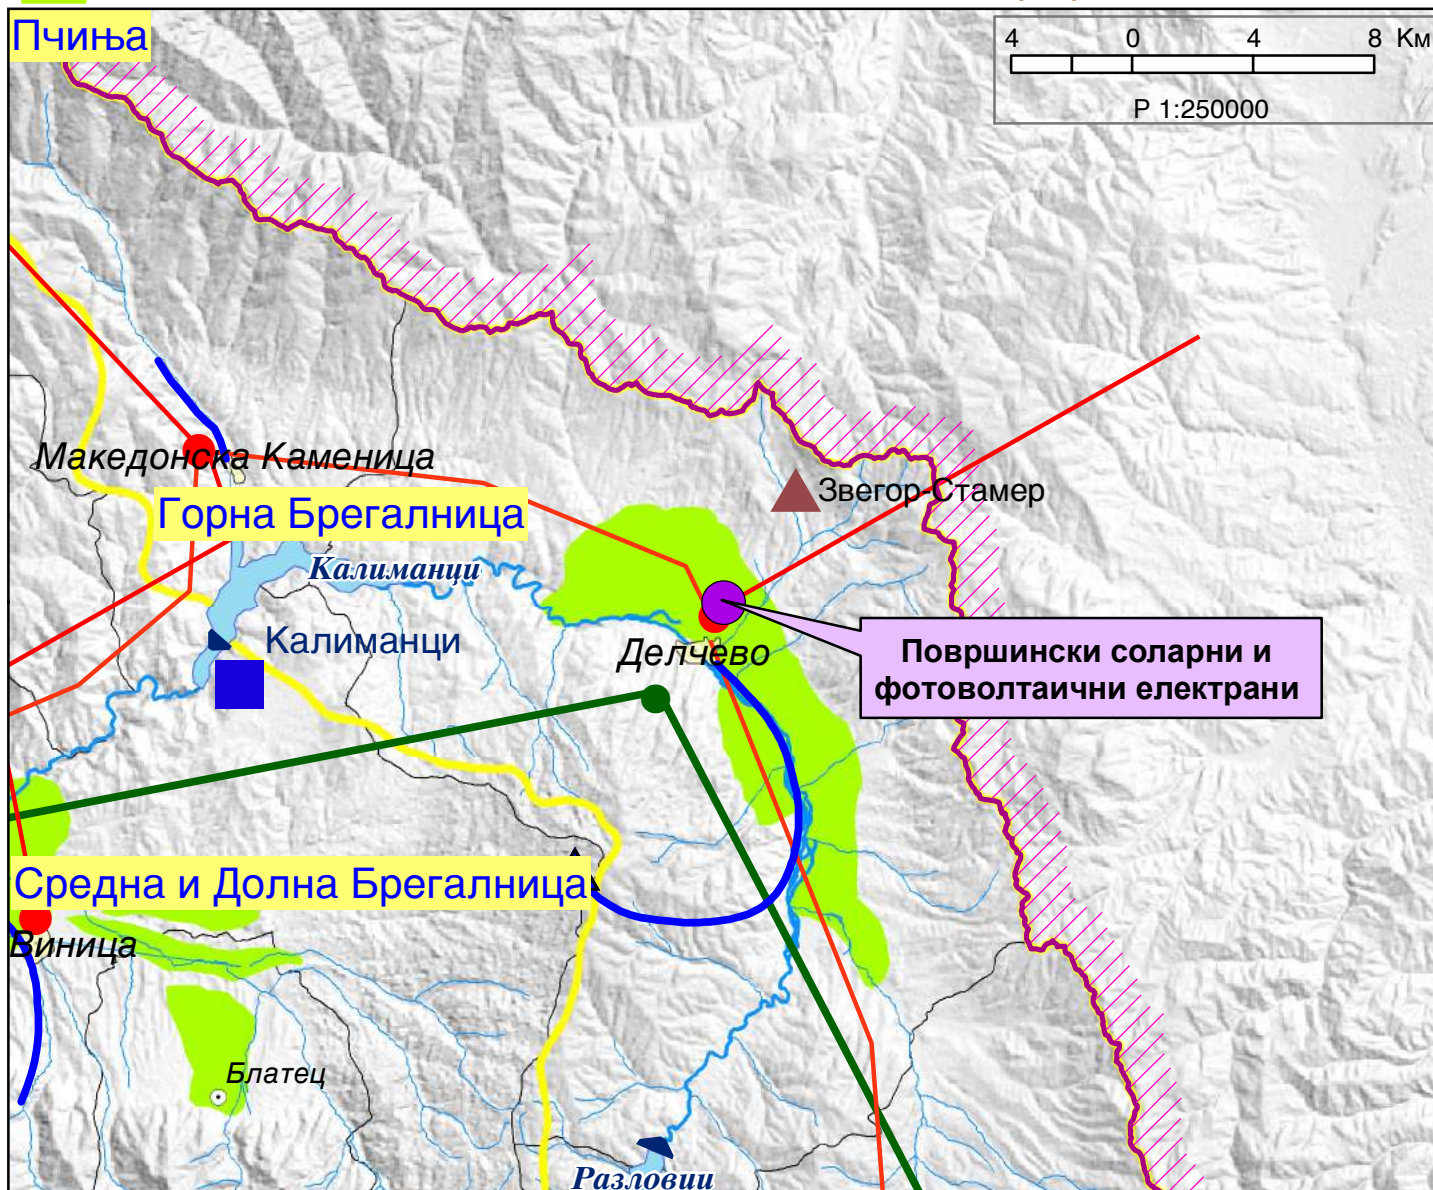 Пчиња
4 0 4 8 Км
Р 1:250000
Македонска Каменица
Звегор-Стамер
Горна Брегалница
Калиманци
Калиманци
Делчево
Површински соларни и
фотоволтаични електрани
Средна и Долна Брегалница
Виница
Блатец
Разловци